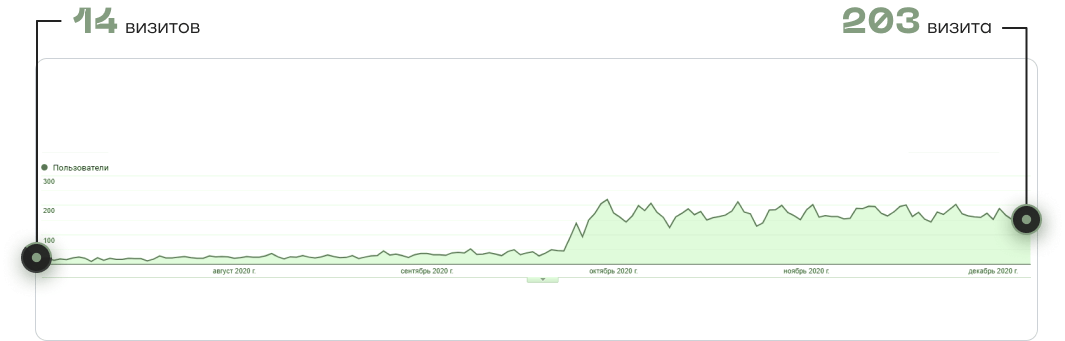 14 визитов
203 визита
Пользователи
300
200
100
август 2020 г.
сентябрь 2020 г.
октябрь 2020 г.
ноябрь 2020 г.
декабрь 2020 г.